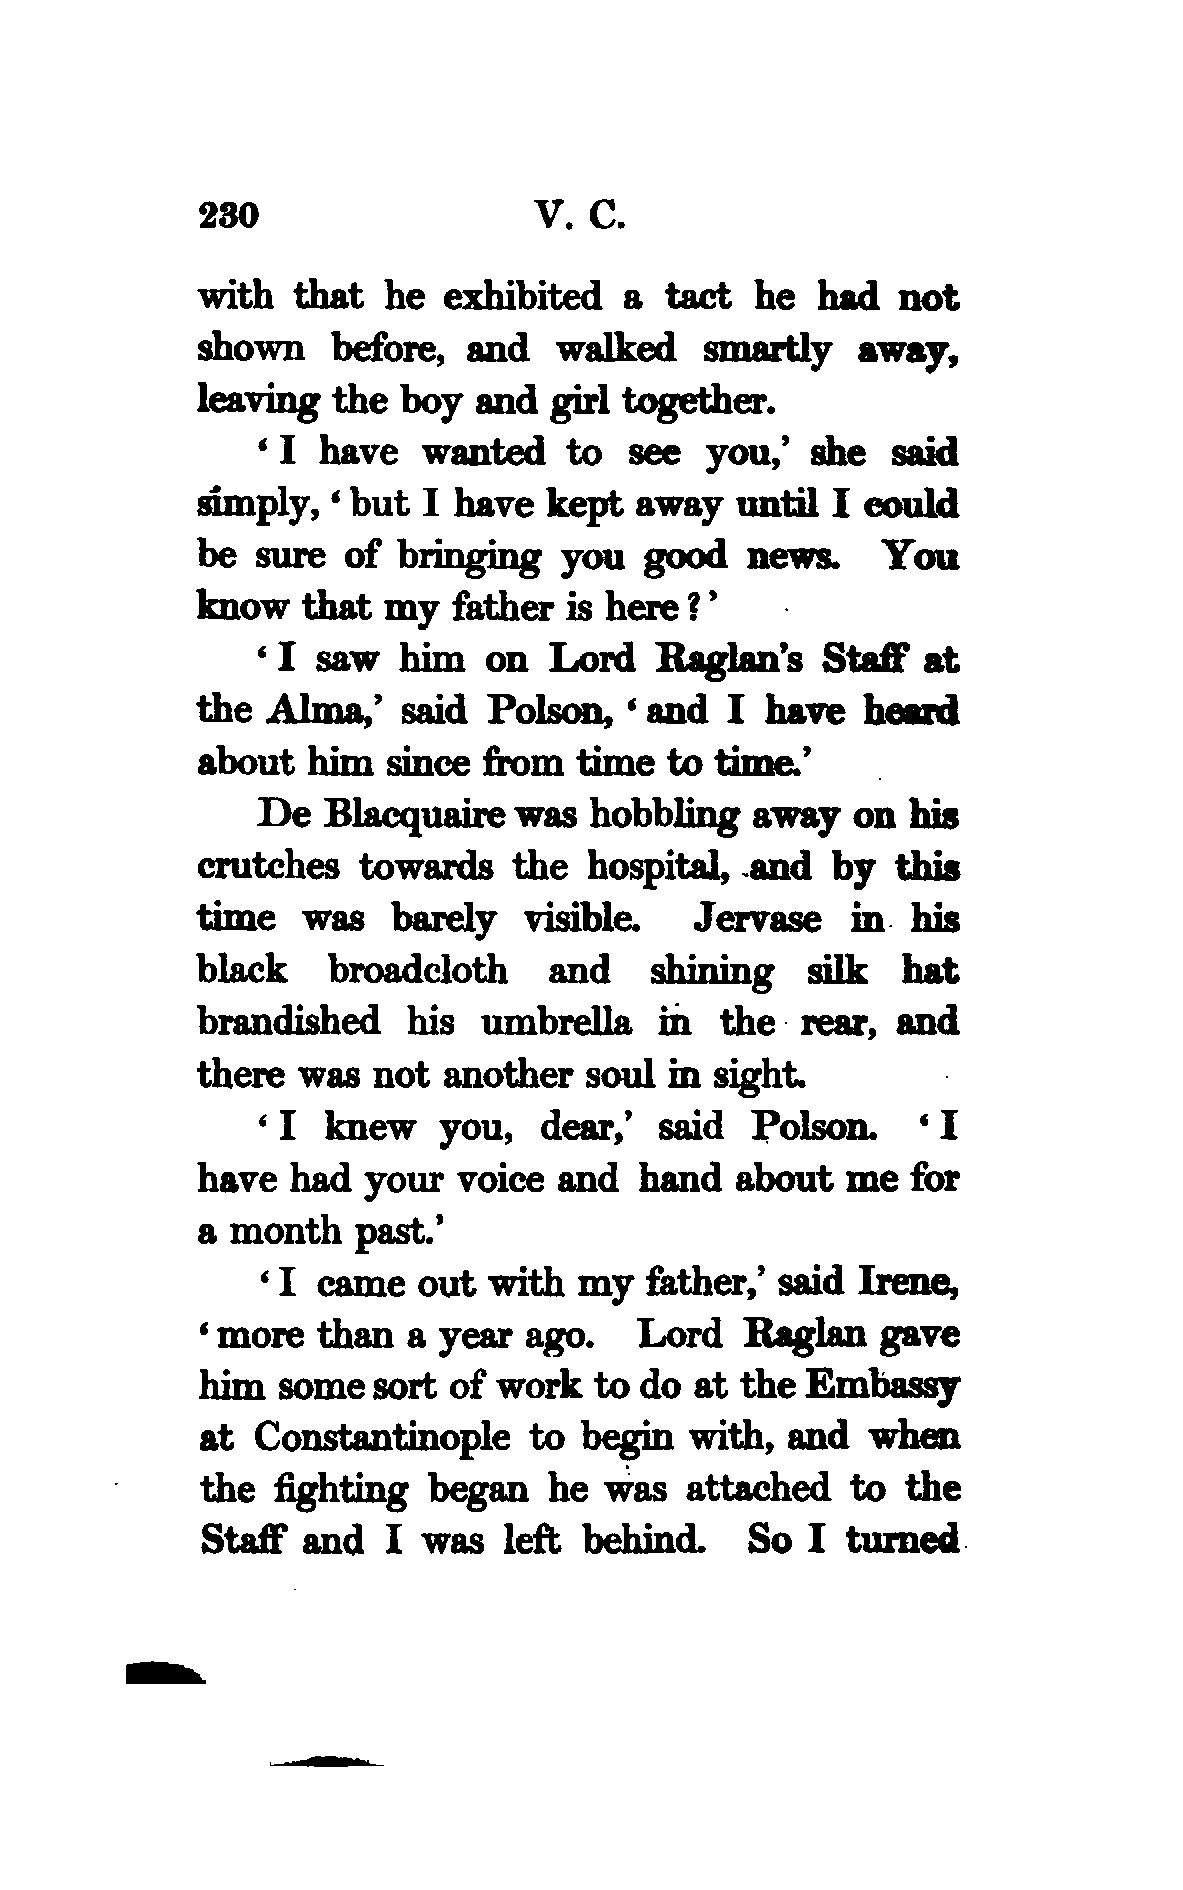 230 V. C.
with that he exhibited a tact he had not
shown before, and walked smartly away,
leaving the boy and girl together.
‘I have wanted to see you,’ she said
simply, ‘but I have kept away until I could
be sure of bringing you good news. You
know that my father is here?’
‘I saw him on Lord Raglan’s Staff at
the Alma,’ said Polson, ‘and I have heard
about him since from time to time.’
De Blacquaire was hobbling away on his
crutches towards the hospital, and by this
time was barely visible. Jervase in his
black broadcloth and shining silk hat
brandished his umbrella in the rear, and
there was not another soul in sight.
‘I knew you, dear,’ said Polson. ‘I
have had your voice and hand about me for
a month past.’
‘I came out with my father,’ said Irene,
‘more than a year ago. Lord Raglan gave
him some sort of work to do at the Embassy
at Constantinople to begin with, and when
the fighting began he was attached to the
Staff and I was left behind. So I turned